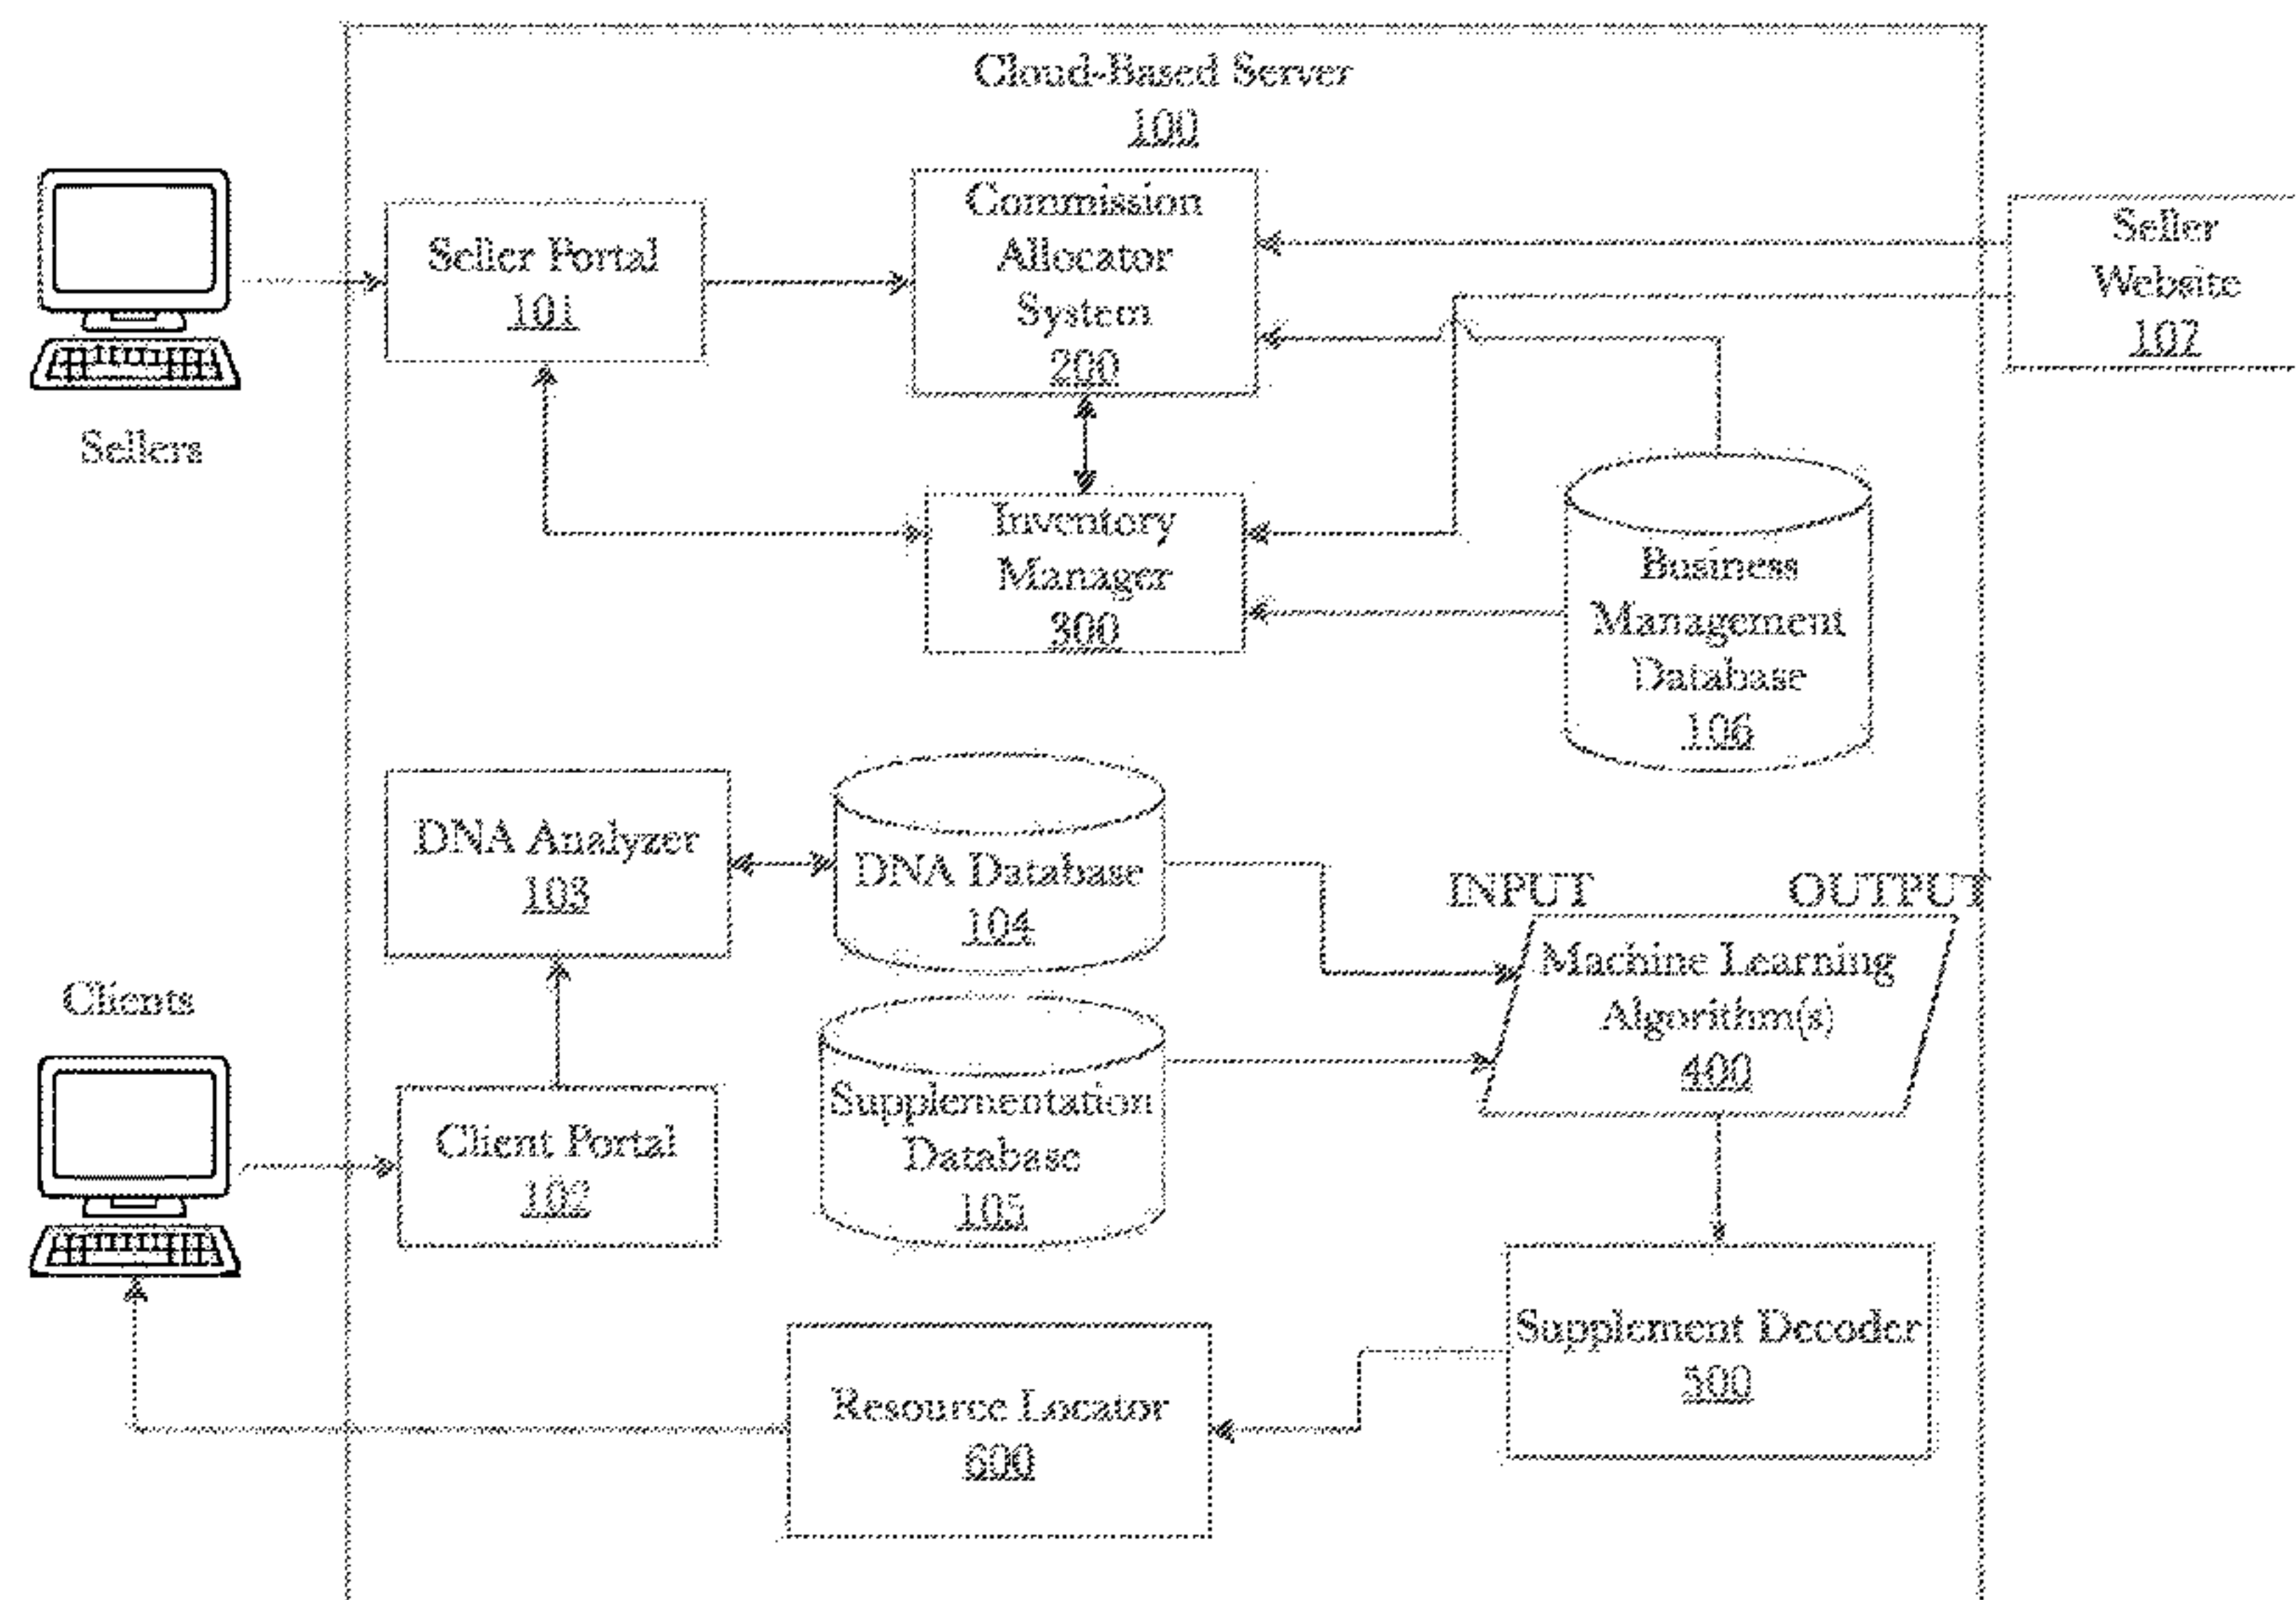 Cloud-Based Server
100
Sellers
Seller Portal
101
Commission
Allocator
System
200
Seller
Website
107
Inventory
Manager
300
Business
Management
Database
106
DNA Analyzer
103
DNA Database
104
INPUT
OUTPUT
Machine Learning
Algorithm(s)
400
Clients
Client Portal
102
Supplementation
Database
105
Supplement Decoder
500
Resource Locator
600